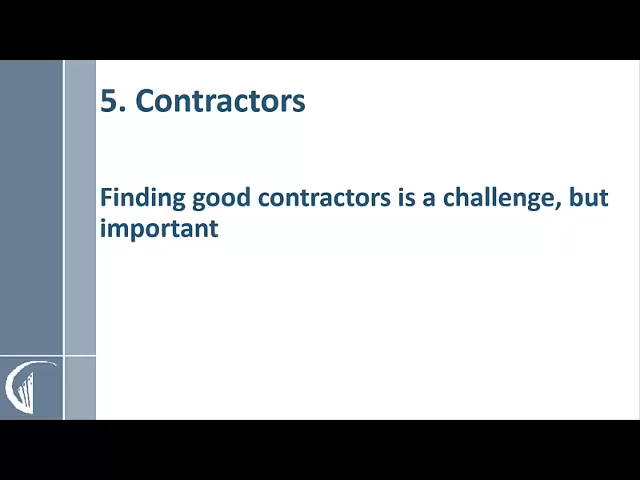 5. Contractors
Finding good contractors is a challenge, but
important